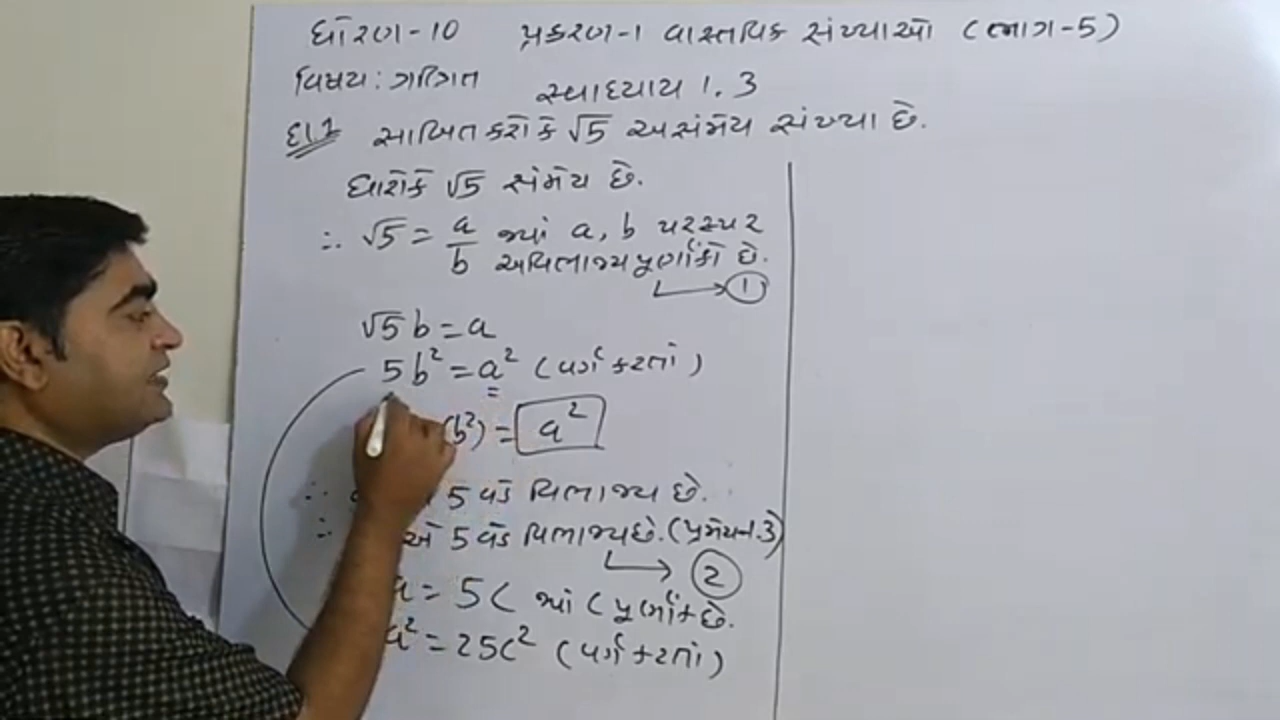 ધોરણ-10 પ્રકરણ-1 વાસ્તવિક સંખ્યાઓ (ભાગ-5)
વિષય: ગણિત સ્વાધ્યાય 1.3
દા.1 સાબિત કરો કે √5 અસંમેય સંખ્યા છે.
ધારો કે √5 સંમેય છે.
∴ √5 = a/b જ્યાં a, b પરસ્પર
અવિભાજ્ય પૂર્ણાંકો છે.
→ 1
√5 b = a
5b² = a² (વર્ગ કરતાં)
(b²) = a²
∴ 5 વડે વિભાજ્ય છે.
∴ એ 5 વડે વિભાજ્ય છે. (પ્રમેય-1.3)
→ 2
a = 5c જ્યાં c પૂર્ણાંક છે.
a² = 25c² (વર્ગ કરતાં)